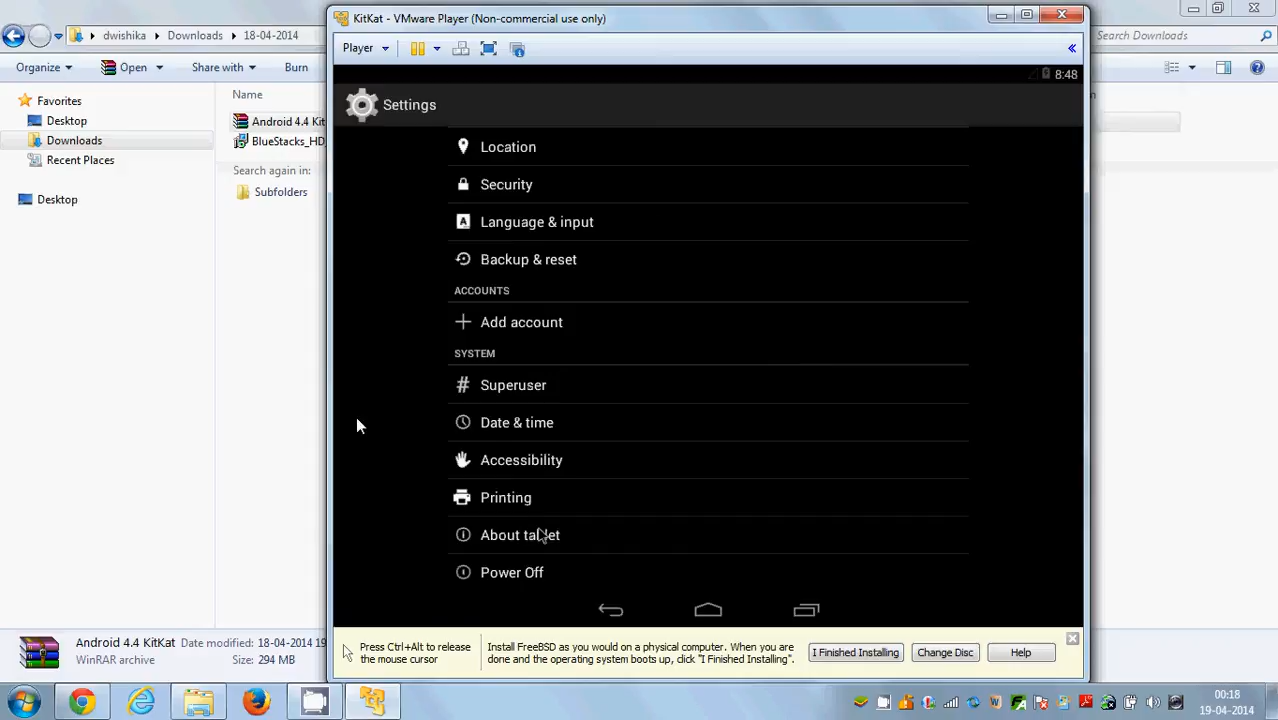 KitKat - VMware Player (Non-commercial use only)
dwishika Downloads 18-04-2014
Search Downloads
Player
Organize Open Share with Burn
8:48
Favorites
Desktop
Downloads
Recent Places
Desktop
Name
Android 4.4 Kit
BlueStacks_HD
Search again in:
Subfolders
Settings
Location
Security
Language & input
Backup & reset
ACCOUNTS
Add account
SYSTEM
Superuser
Date & time
Accessibility
Printing
About tablet
Power Off
Press Ctrl+Alt to release
the mouse cursor
Install FreeBSD as you would on a physical computer. When you are
done and the operating system boots up, click "I Finished Installing".
I Finished Installing Change Disc Help
Android 4.4 KitKat Date modified: 18-04-2014 19
WinRAR archive Size: 294 MB
00:18
19-04-2014